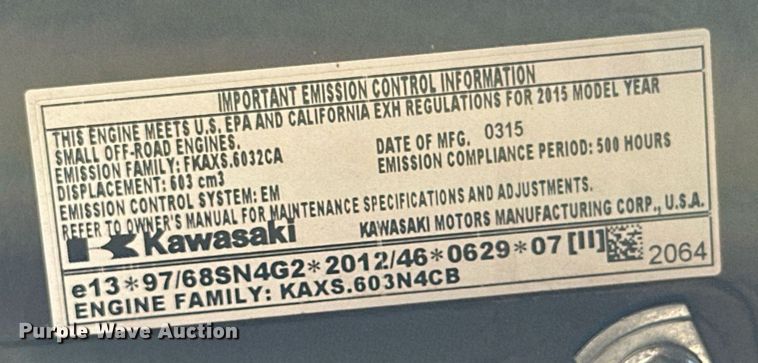 IMPORTANT EMISSION CONTROL INFORMATION
THIS ENGINE MEETS U.S. EPA AND CALIFORNIA EXH REGULATIONS FOR 2015 MODEL YEAR
SMALL OFF-ROAD ENGINES.
EMISSION FAMILY: FKAXS.6032CA DATE OF MFG. 0315
DISPLACEMENT: 603 cm3 EMISSION COMPLIANCE PERIOD: 500 HOURS
EMISSION CONTROL SYSTEM: EM
REFER TO OWNER'S MANUAL FOR MAINTENANCE SPECIFICATIONS AND ADJUSTMENTS.
Kawasaki KAWASAKI MOTORS MANUFACTURING CORP., U.S.A.
e13*97/68SN4G2*2012/46*0629*07 [II] 2064
ENGINE FAMILY: KAXS.603N4CB
Purple Wave Auction